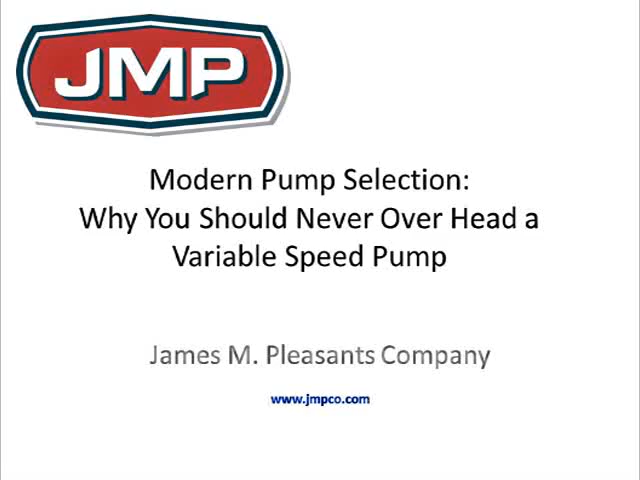 JMP
Modern Pump Selection:
Why You Should Never Over Head a
Variable Speed Pump
James M. Pleasants Company
www.jmpco.com